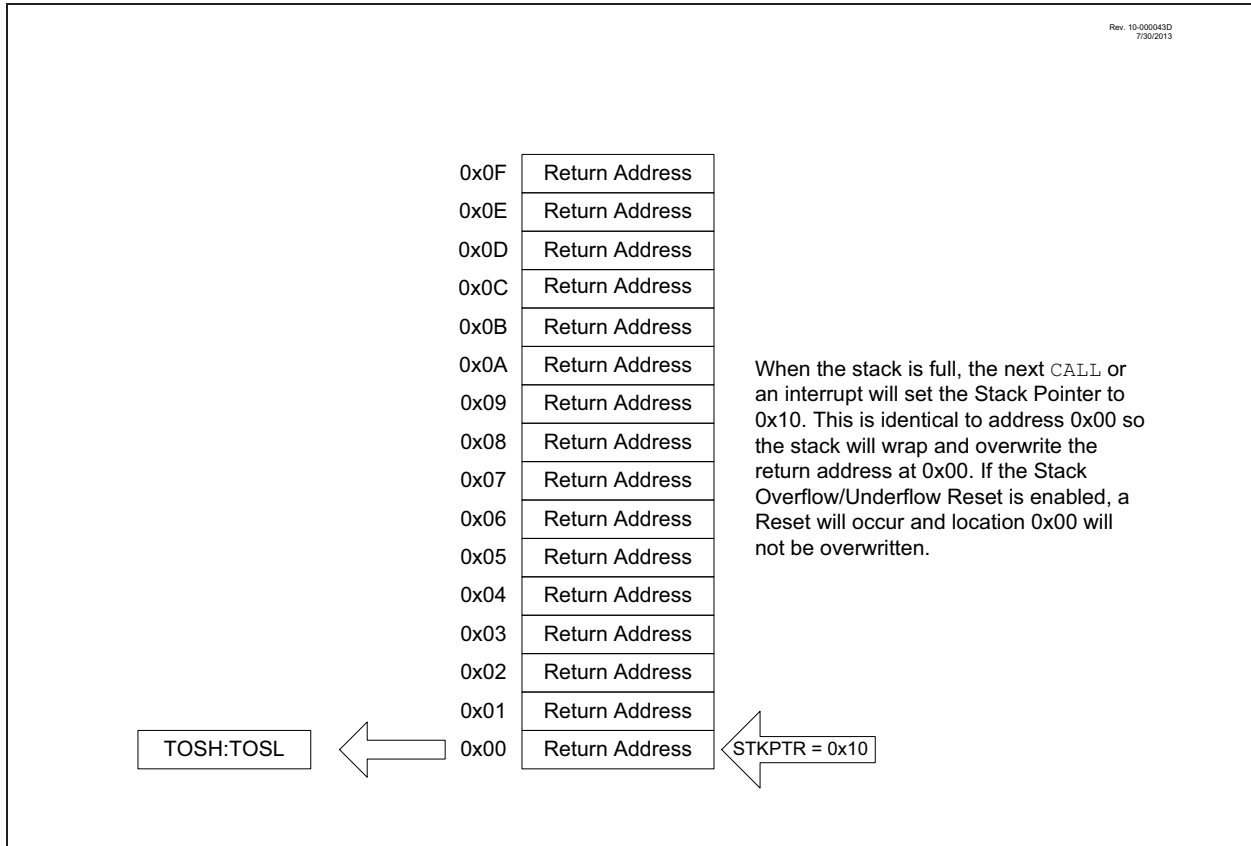 Rev. 10-000043D
7/30/2013
0x0F Return Address
0x0E Return Address
0x0D Return Address
0x0C Return Address
0x0B Return Address
0x0A Return Address
0x09 Return Address
0x08 Return Address
0x07 Return Address
0x06 Return Address
0x05 Return Address
0x04 Return Address
0x03 Return Address
0x02 Return Address
0x01 Return Address
TOSH:TOSL 0x00 Return Address STKPTR = 0x10
When the stack is full, the next CALL or
an interrupt will set the Stack Pointer to
0x10. This is identical to address 0x00 so
the stack will wrap and overwrite the
return address at 0x00. If the Stack
Overflow/Underflow Reset is enabled, a
Reset will occur and location 0x00 will
not be overwritten.